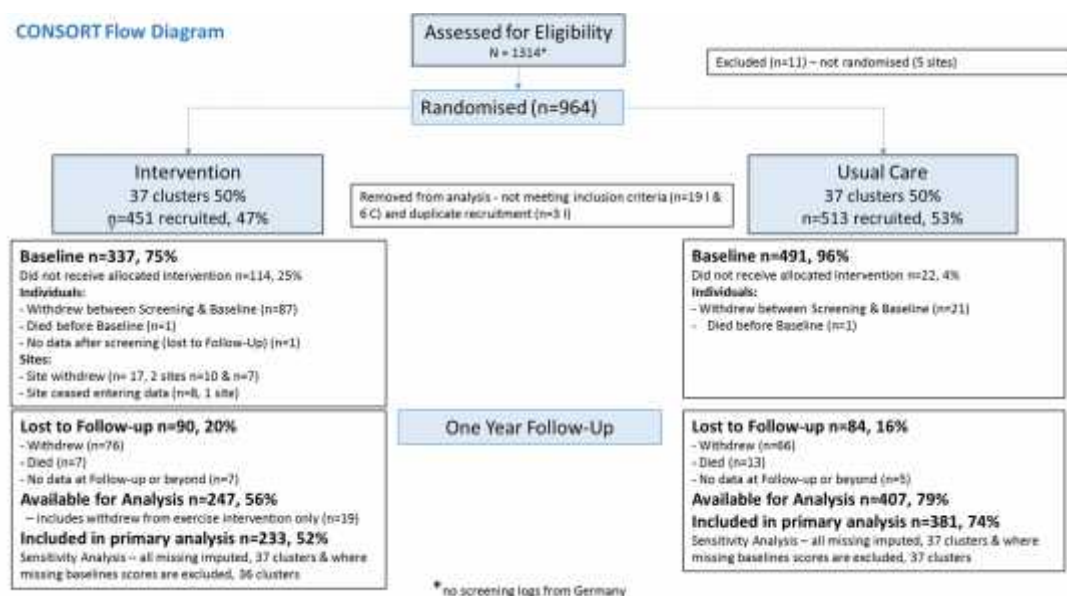 CONSORT Flow Diagram
Assessed for Eligibility
N = 1314*
Excluded (n=11) – not randomised (5 sites)
Randomised (n=964)
Intervention
37 clusters 50%
n=451 recruited, 47%
Removed from analysis - not meeting inclusion criteria (n=19 I &
6 C) and duplicate recruitment (n=3 I)
Usual Care
37 clusters 50%
n=513 recruited, 53%
Baseline n=337, 75%
Did not receive allocated intervention n=114, 25%
Individuals:
- Withdrew between Screening & Baseline (n=87)
- Died before Baseline (n=1)
- No data after screening (lost to Follow-Up) (n=1)
Sites:
- Site withdrew (n= 17, 2 sites n=10 & n=7)
- Site ceased entering data (n=8, 1 site)
Baseline n=491, 96%
Did not receive allocated intervention n=22, 4%
Individuals:
- Withdrew between Screening & Baseline (n=21)
- Died before Baseline (n=1)
Lost to Follow-up n=90, 20%
- Withdrew (n=76)
- Died (n=7)
- No data at Follow-up or beyond (n=7)
Available for Analysis n=247, 56%
– includes withdrew from exercise intervention only (n=19)
Included in primary analysis n=233, 52%
Sensitivity Analysis – all missing imputed, 37 clusters & where
missing baselines scores are excluded, 36 clusters
One Year Follow-Up
Lost to Follow-up n=84, 16%
- Withdrew (n=66)
- Died (n=13)
- No data at Follow-up or beyond (n=5)
Available for Analysis n=407, 79%
Included in primary analysis n=381, 74%
Sensitivity Analysis – all missing imputed, 37 clusters & where
missing baselines scores are excluded, 37 clusters
* no screening logs from Germany